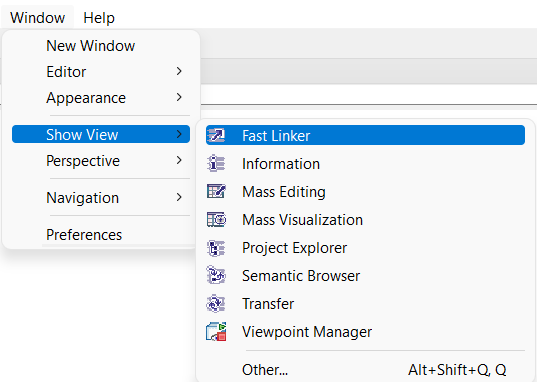 Window Help
New Window
Editor
Appearance
Show View
Perspective
Navigation
Preferences
Fast Linker
Information
Mass Editing
Mass Visualization
Project Explorer
Semantic Browser
Transfer
Viewpoint Manager
Other... Alt+Shift+Q, Q